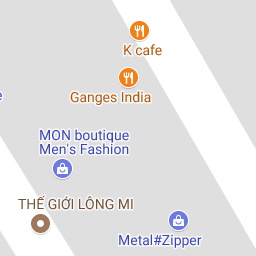 K cafe
Ganges India
MON boutique
Men's Fashion
THẾ GIỚI LÔNG MI
Metal#Zipper